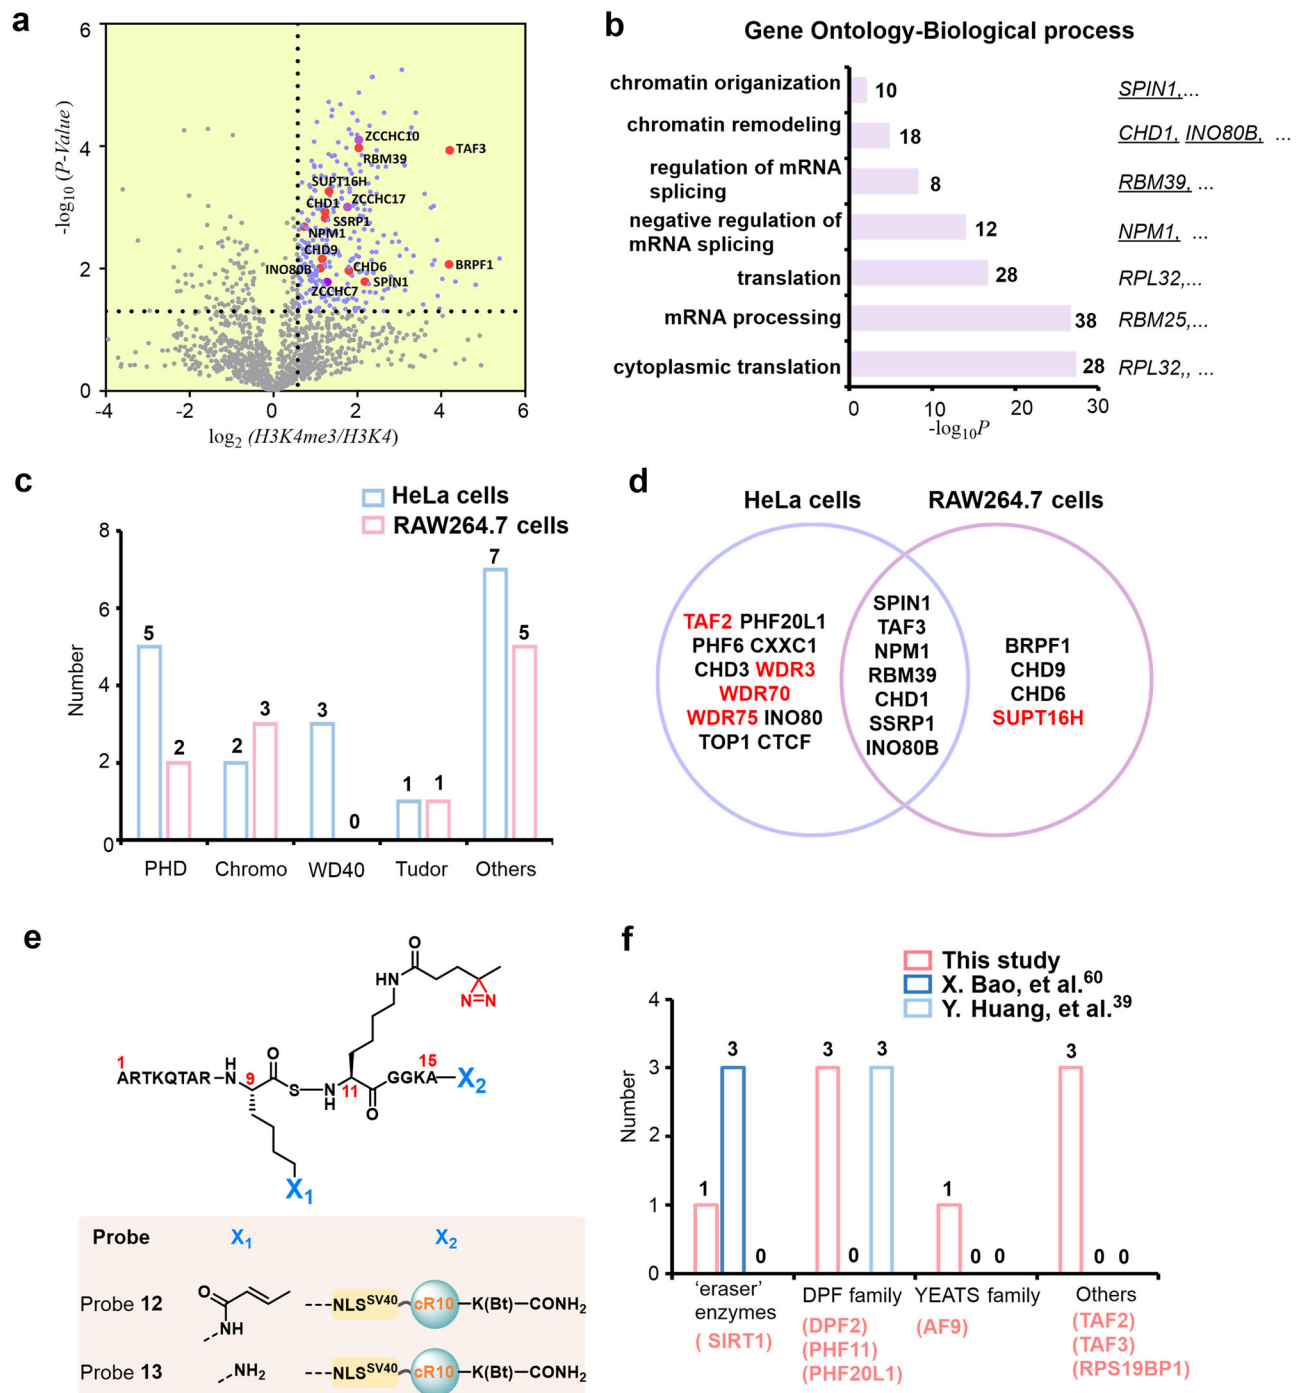 a
6
4
2
0
-4
-2
0
2
4
6
-log10 (P-Value)
log2 (H3K4me3/H3K4)
ZCCHC10
RBM39
TAF3
SUPT16H
ZCCHC17
CHD1
SSRP1
NPM1
CHD9
INO80B
CHD6
BRPF1
SPIN1
ZCCHC7
b
Gene Ontology-Biological process
chromatin origanization
10
SPIN1,...
chromatin remodeling
18
CHD1, INO80B, ...
regulation of mRNA
splicing
8
RBM39, ...
negative regulation of
mRNA splicing
12
NPM1, ...
translation
28
RPL32,...
mRNA processing
38
RBM25,...
cytoplasmic translation
28
RPL32,, ...
0
10
20
30
-log10P
c
HeLa cells
RAW264.7 cells
Number
8
6
4
2
0
5
2
2
3
3
0
1
1
7
5
PHD
Chromo
WD40
Tudor
Others
d
HeLa cells
RAW264.7 cells
TAF2 PHF20L1
PHF6 CXXC1
CHD3 WDR3
WDR70
WDR75 INO80
TOP1 CTCF
SPIN1
TAF3
NPM1
RBM39
CHD1
SSRP1
INO80B
BRPF1
CHD9
CHD6
SUPT16H
e
O
HN
N=N
1
ARTKQTAR
H
N
9
O
S
N
H
11
O
15
GGKA
X2
X1
Probe
X1
X2
Probe 12
O
NH
NLSSV40
cR10
K(Bt)—CONH2
Probe 13
NH2
NLSSV40
cR10
K(Bt)—CONH2
f
This study
X. Bao, et al.60
Y. Huang, et al.39
Number
4
3
2
1
0
1
3
0
3
0
3
1
0
0
3
0
0
'eraser'
enzymes
( SIRT1)
DPF family
(DPF2)
(PHF11)
(PHF20L1)
YEATS family
(AF9)
Others
(TAF2)
(TAF3)
(RPS19BP1)